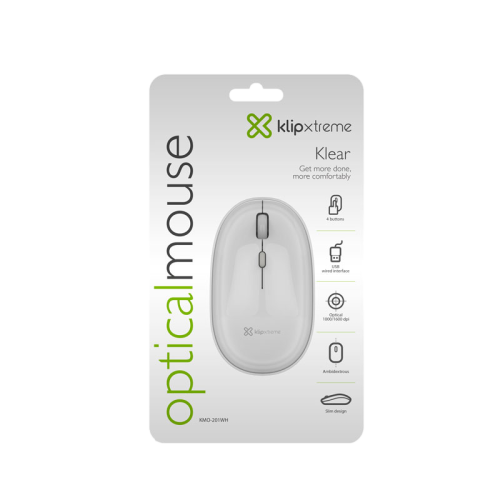 klipxtreme
Klear
Get more done,
more comfortably
opticalmouse
4 buttons
USB
wired interface
Optical
1000/1600 dpi
Ambidextrous
Slim design
klipxtreme
KMO-201WH